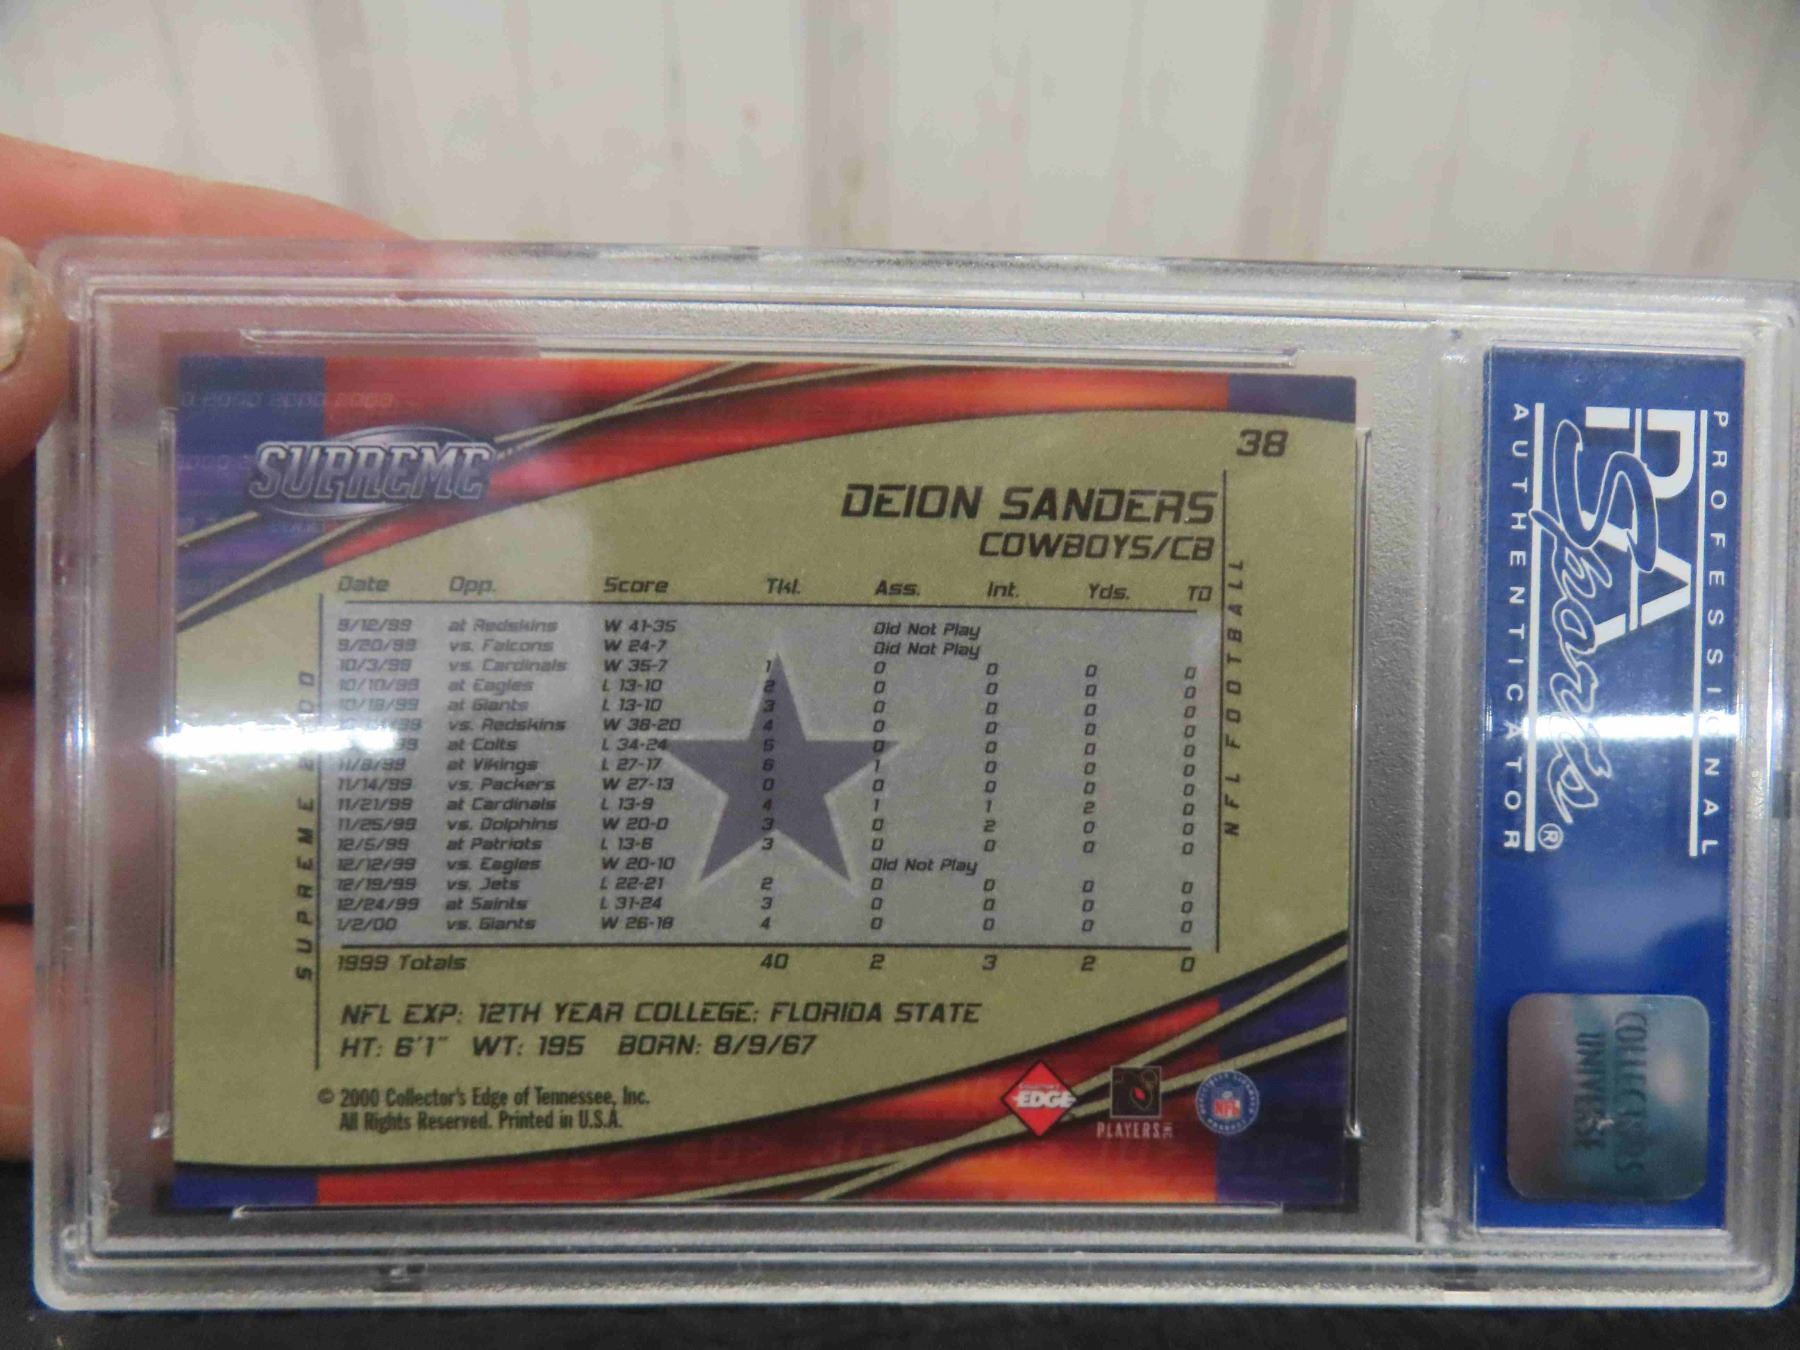 SUPREME
38
DEION SANDERS
COWBOYS/CB
Date Opp. Score Tkl. Ass. Int. Yds. TD
9/12/99 at Redskins W 41-35 Did Not Play
9/20/99 vs. Falcons W 24-7 Did Not Play
10/3/99 vs. Cardinals W 35-7 1 0 0 0 0
10/10/99 at Eagles L 13-10 2 0 0 0 0
10/18/99 at Giants L 13-10 3 0 0 0 0
vs. Redskins W 38-20 4 0 0 0 0
at Colts L 34-24 5 0 0 0 0
11/8/99 at Vikings L 27-17 6 1 0 0 0
11/14/99 vs. Packers W 27-13 0 0 0 0 0
11/21/99 at Cardinals L 13-9 4 1 1 2 0
11/25/99 vs. Dolphins W 20-0 3 0 2 0 0
12/5/99 at Patriots L 13-6 3 0 0 0 0
12/12/99 vs. Eagles W 20-10 Did Not Play
12/19/99 vs. Jets L 22-21 2 0 0 0 0
12/24/99 at Saints L 31-24 3 0 0 0 0
1/2/00 vs. Giants W 26-18 4 0 0 0 0
1999 Totals 40 2 3 2 0
NFL EXP: 12TH YEAR COLLEGE: FLORIDA STATE
HT: 6'1" WT: 195 BORN: 8/9/67
© 2000 Collector's Edge of Tennessee, Inc.
All Rights Reserved. Printed in U.S.A.
SUPREME
NFL FOOTBALL
EDGE
PLAYERS INC
NFL
PROFESSIONAL
PSA
Sports®
AUTHENTICATOR
COLLECTORS
UNIVERSE